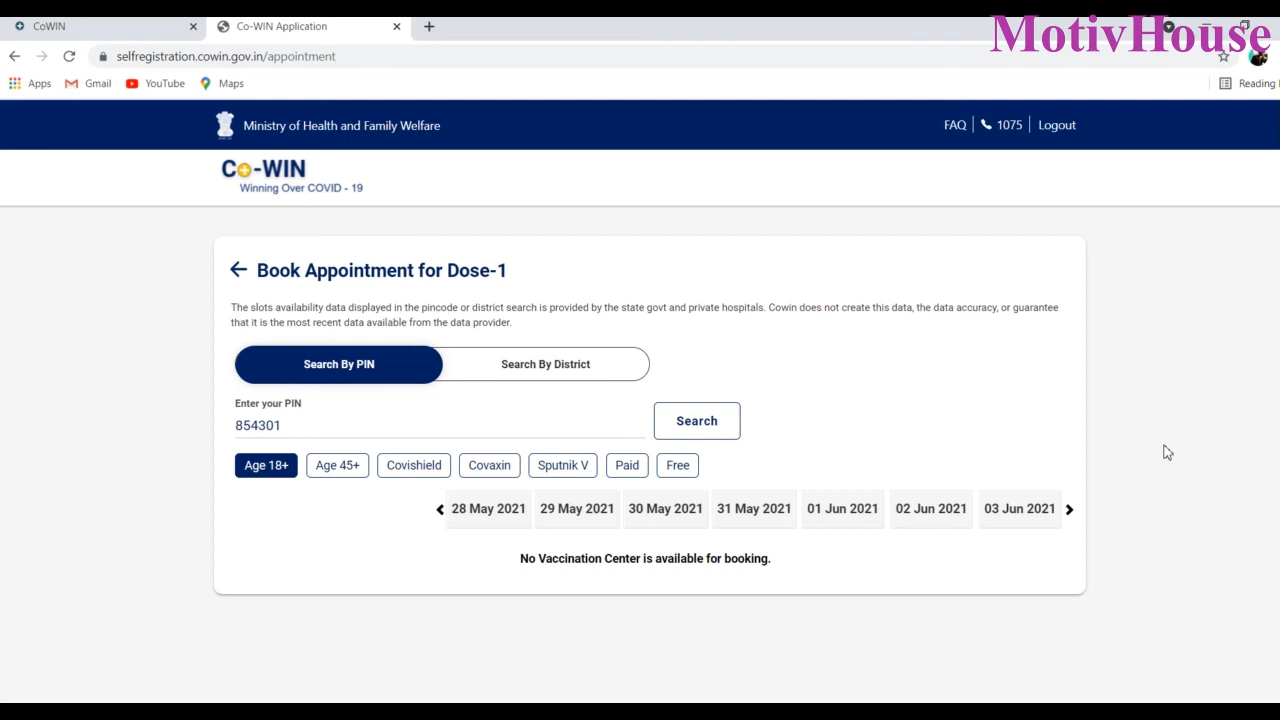 CoWIN
Co-WIN Application
MotivHouse
selfregistration.cowin.gov.in/appointment
Apps Gmail YouTube Maps Reading
Ministry of Health and Family Welfare
FAQ 1075 Logout
Co-WIN
Winning Over COVID - 19
Book Appointment for Dose-1
The slots availability data displayed in the pincode or district search is provided by the state govt and private hospitals. Cowin does not create this data, the data accuracy, or guarantee
that it is the most recent data available from the data provider.
Search By PIN Search By District
Enter your PIN
854301
Search
Age 18+ Age 45+ Covishield Covaxin Sputnik V Paid Free
28 May 2021 29 May 2021 30 May 2021 31 May 2021 01 Jun 2021 02 Jun 2021 03 Jun 2021
No Vaccination Center is available for booking.